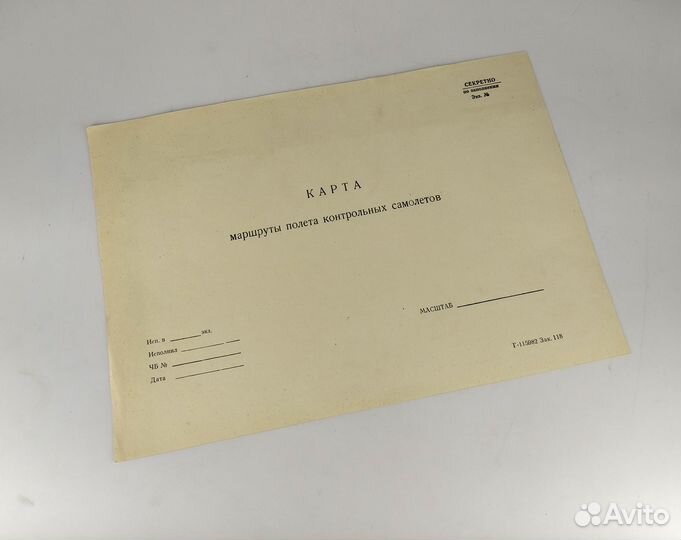 СЕКРЕТНО
по заполнении
Экз. №
КАРТА
маршруты полета контрольных самолетов
МАСШТАБ
Исп. в экз.
Исполнил
ЧБ №
Дата
Г-115982 Зак. 118
Avito